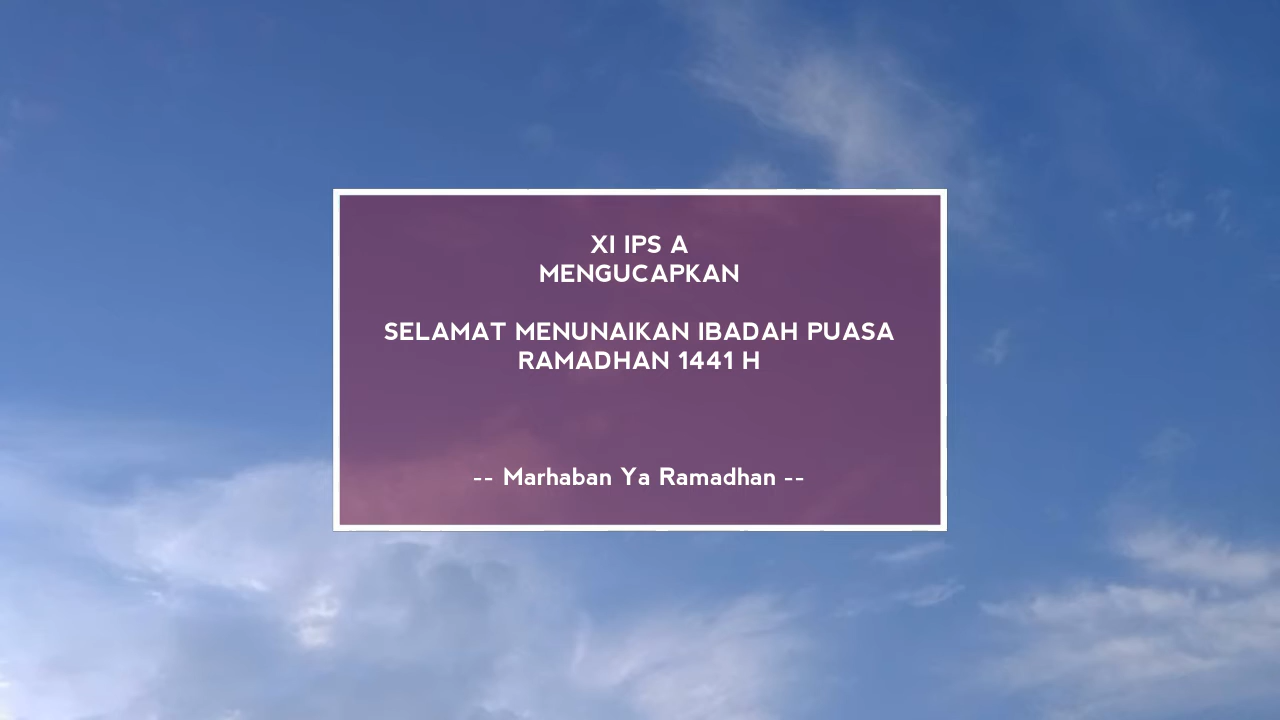 XI IPS A
MENGUCAPKAN
SELAMAT MENUNAIKAN IBADAH PUASA
RAMADHAN 1441 H
-- Marhaban Ya Ramadhan --